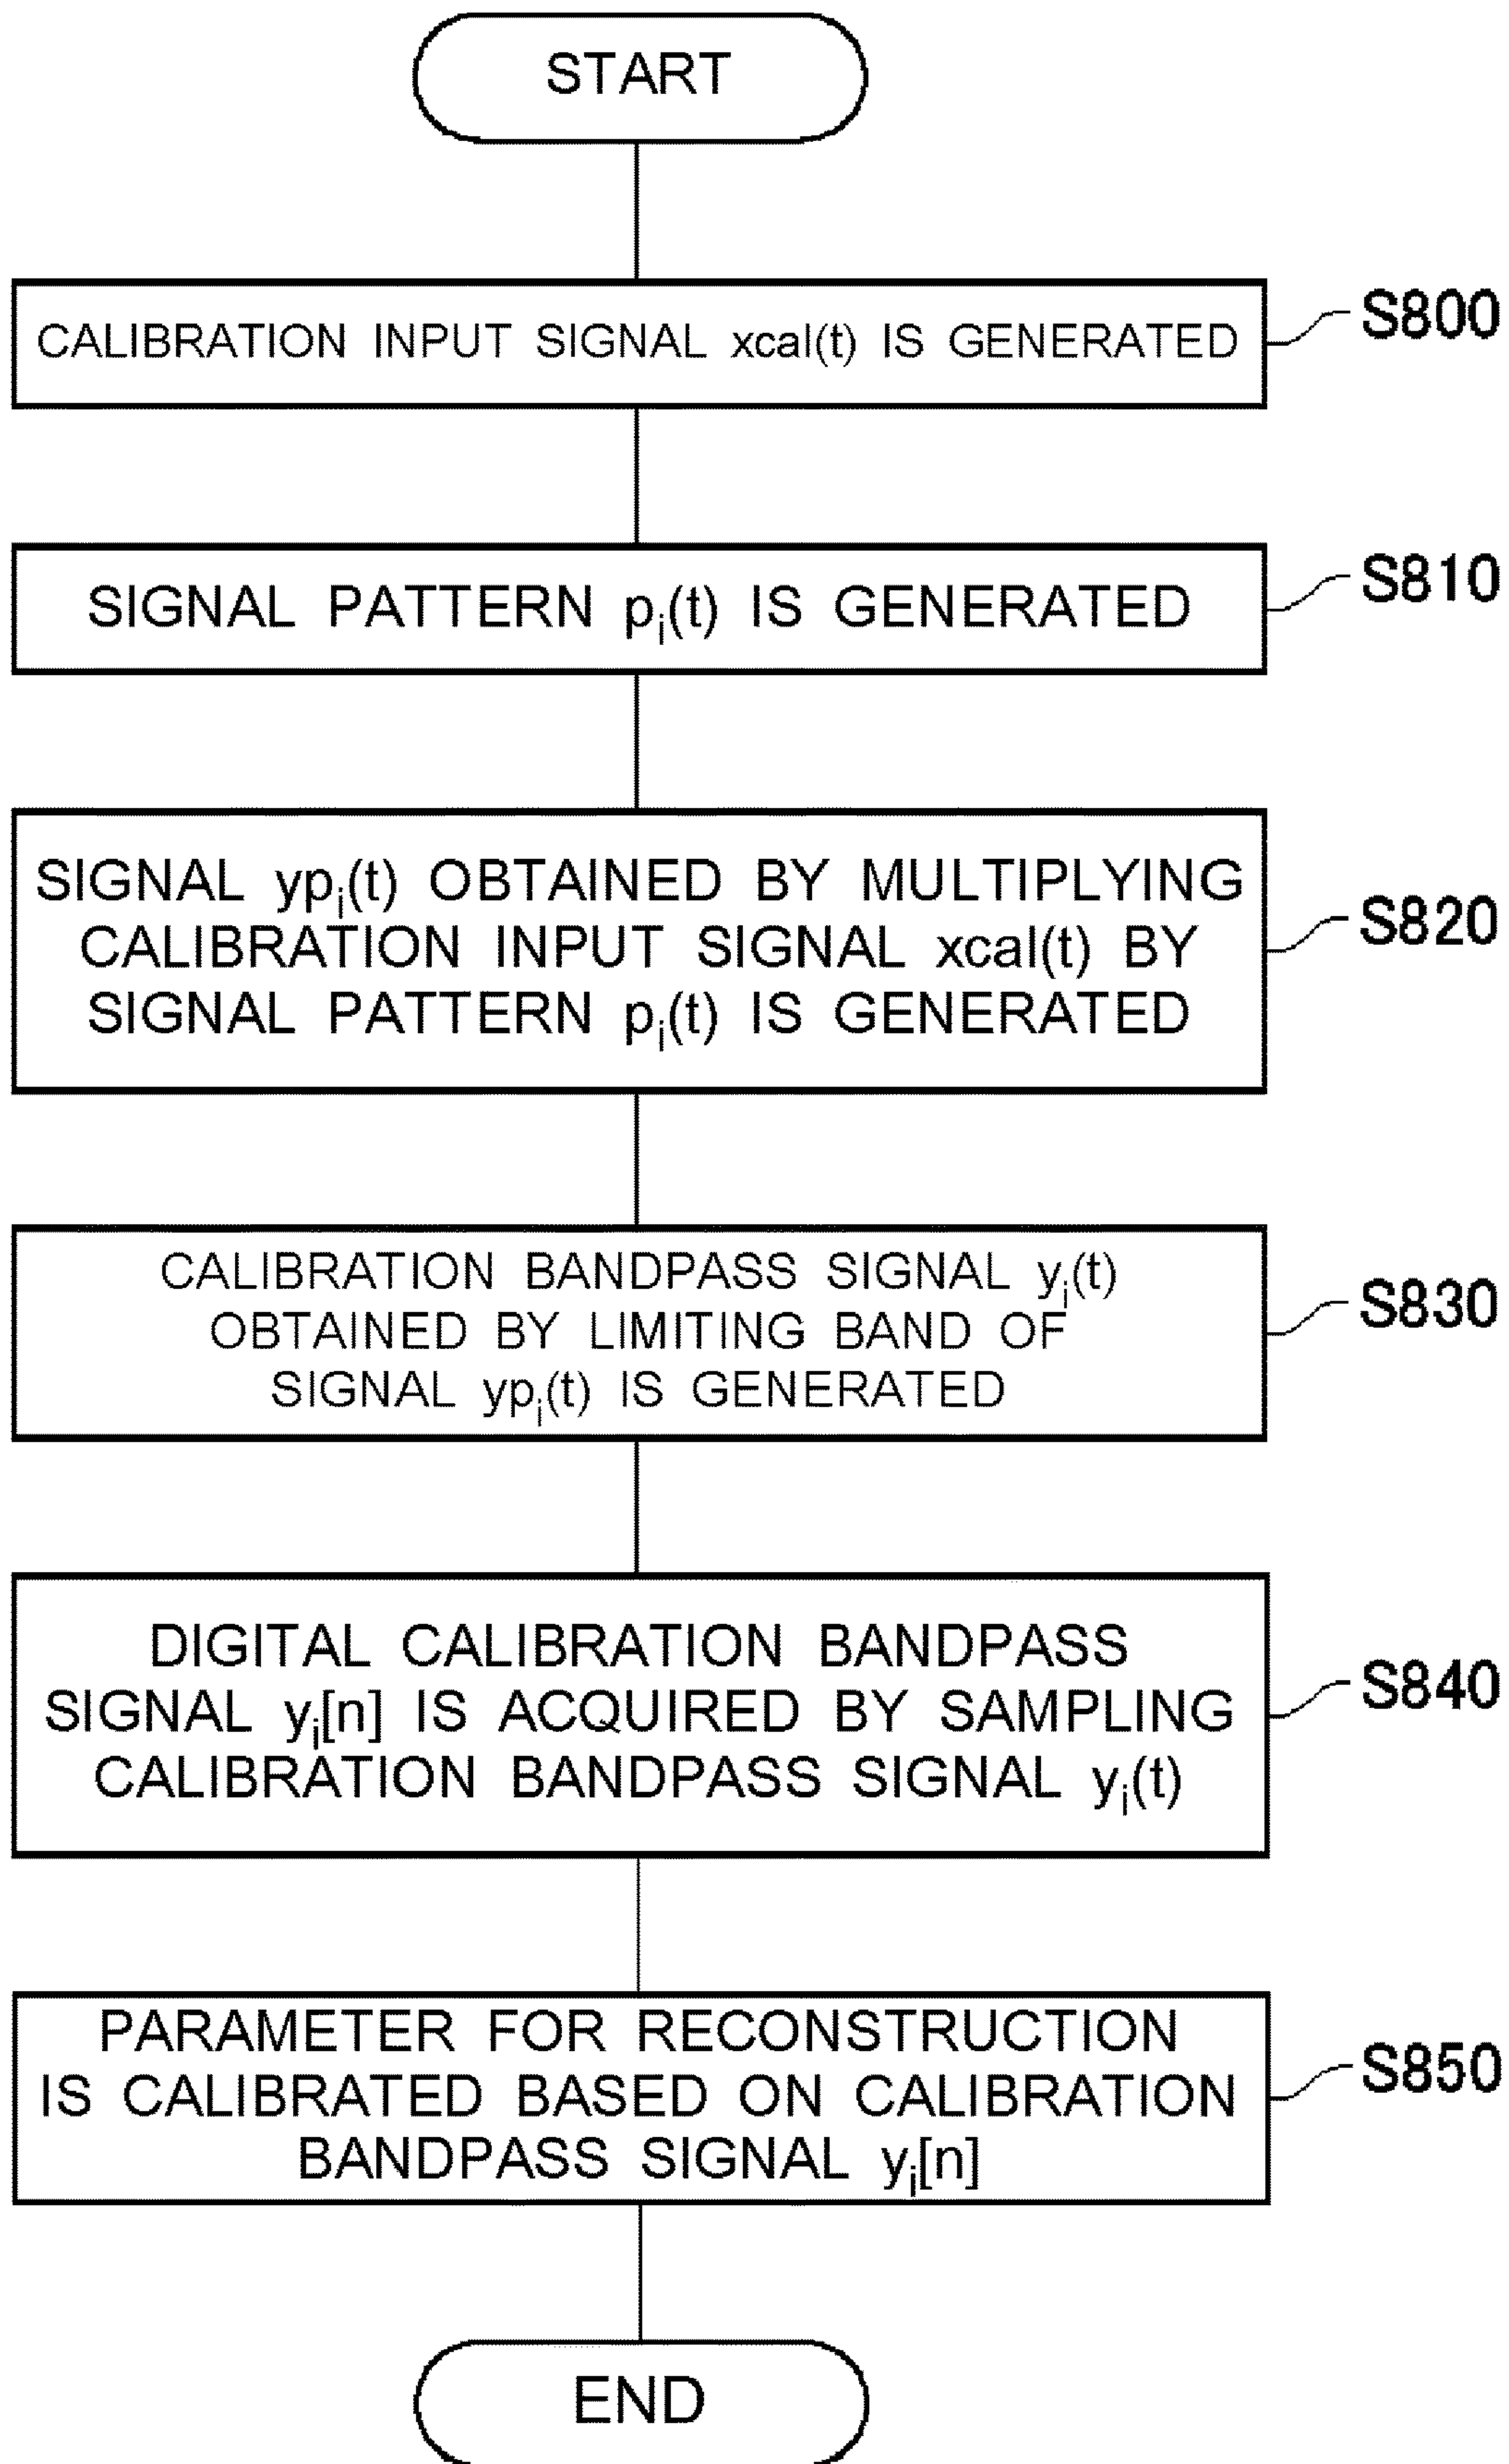 START
CALIBRATION INPUT SIGNAL xcal(t) IS GENERATED
S800
SIGNAL PATTERN pᵢ(t) IS GENERATED
S810
SIGNAL ypᵢ(t) OBTAINED BY MULTIPLYING
CALIBRATION INPUT SIGNAL xcal(t) BY
SIGNAL PATTERN pᵢ(t) IS GENERATED
S820
CALIBRATION BANDPASS SIGNAL yᵢ(t)
OBTAINED BY LIMITING BAND OF
SIGNAL ypᵢ(t) IS GENERATED
S830
DIGITAL CALIBRATION BANDPASS
SIGNAL yᵢ[n] IS ACQUIRED BY SAMPLING
CALIBRATION BANDPASS SIGNAL yᵢ(t)
S840
PARAMETER FOR RECONSTRUCTION
IS CALIBRATED BASED ON CALIBRATION
BANDPASS SIGNAL yᵢ[n]
S850
END